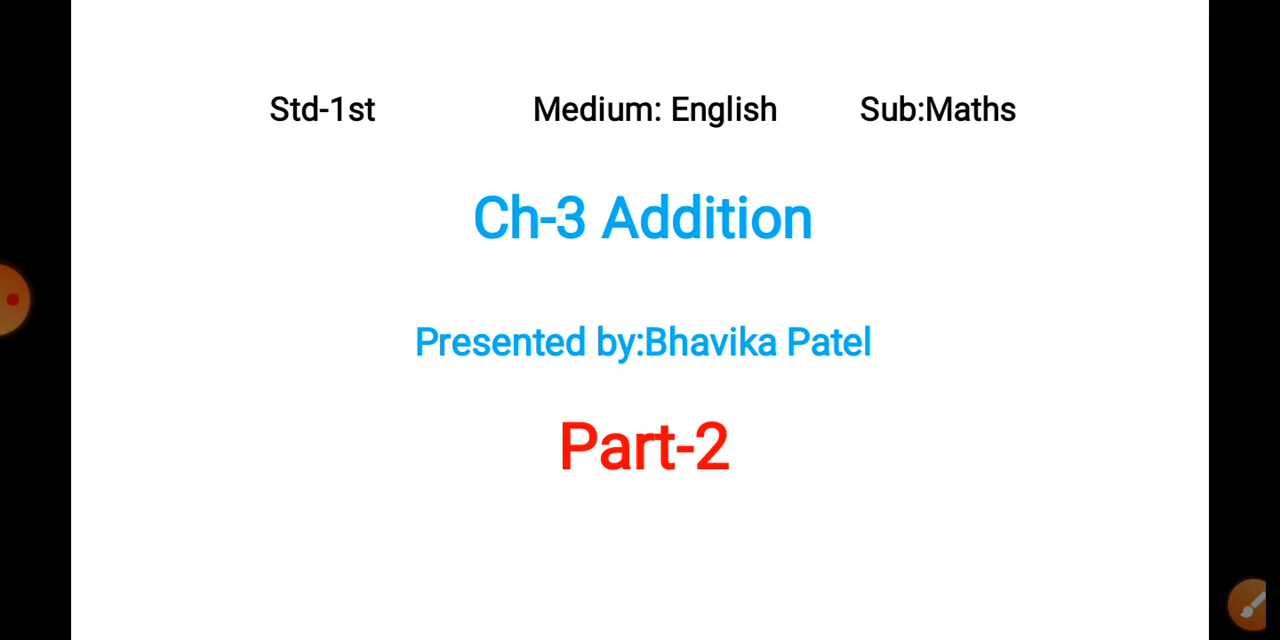 Std-1st Medium: English Sub:Maths
Ch-3 Addition
Presented by:Bhavika Patel
Part-2